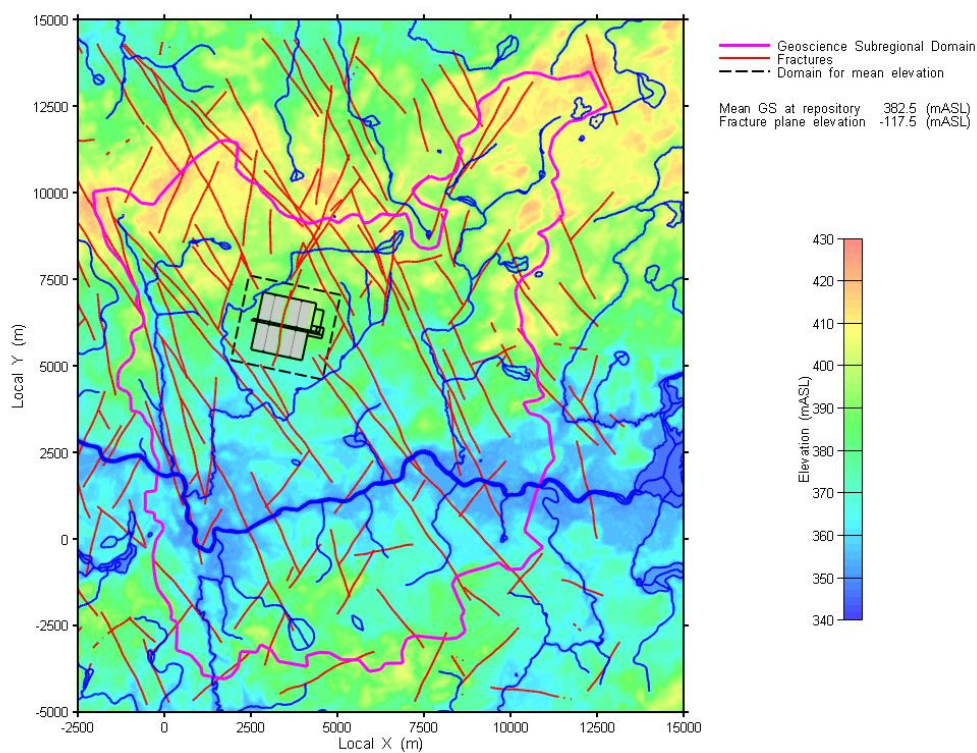 15000
12500
10000
7500
5000
2500
0
-2500
-5000
Local Y (m)
-2500 0 2500 5000 7500 10000 12500 15000
Local X (m)
Geoscience Subregional Domain
Fractures
Domain for mean elevation
Mean GS at repository 382.5 (mASL)
Fracture plane elevation -117.5 (mASL)
430
420
410
400
390
380
370
360
350
340
Elevation (mASL)